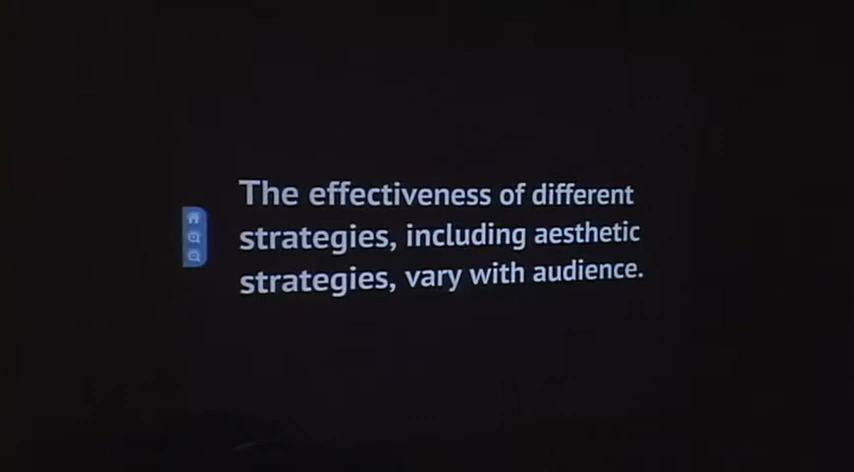 The effectiveness of different
strategies, including aesthetic
strategies, vary with audience.